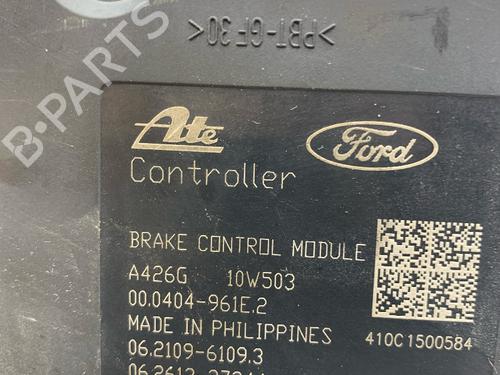 >PBT-GF30<
B-PARTS
Ate
Ford
Controller
BRAKE CONTROL MODULE
A426G 10W503
00.0404-961E.2
MADE IN PHILIPPINES
410C1500584
06.2109-6109.3